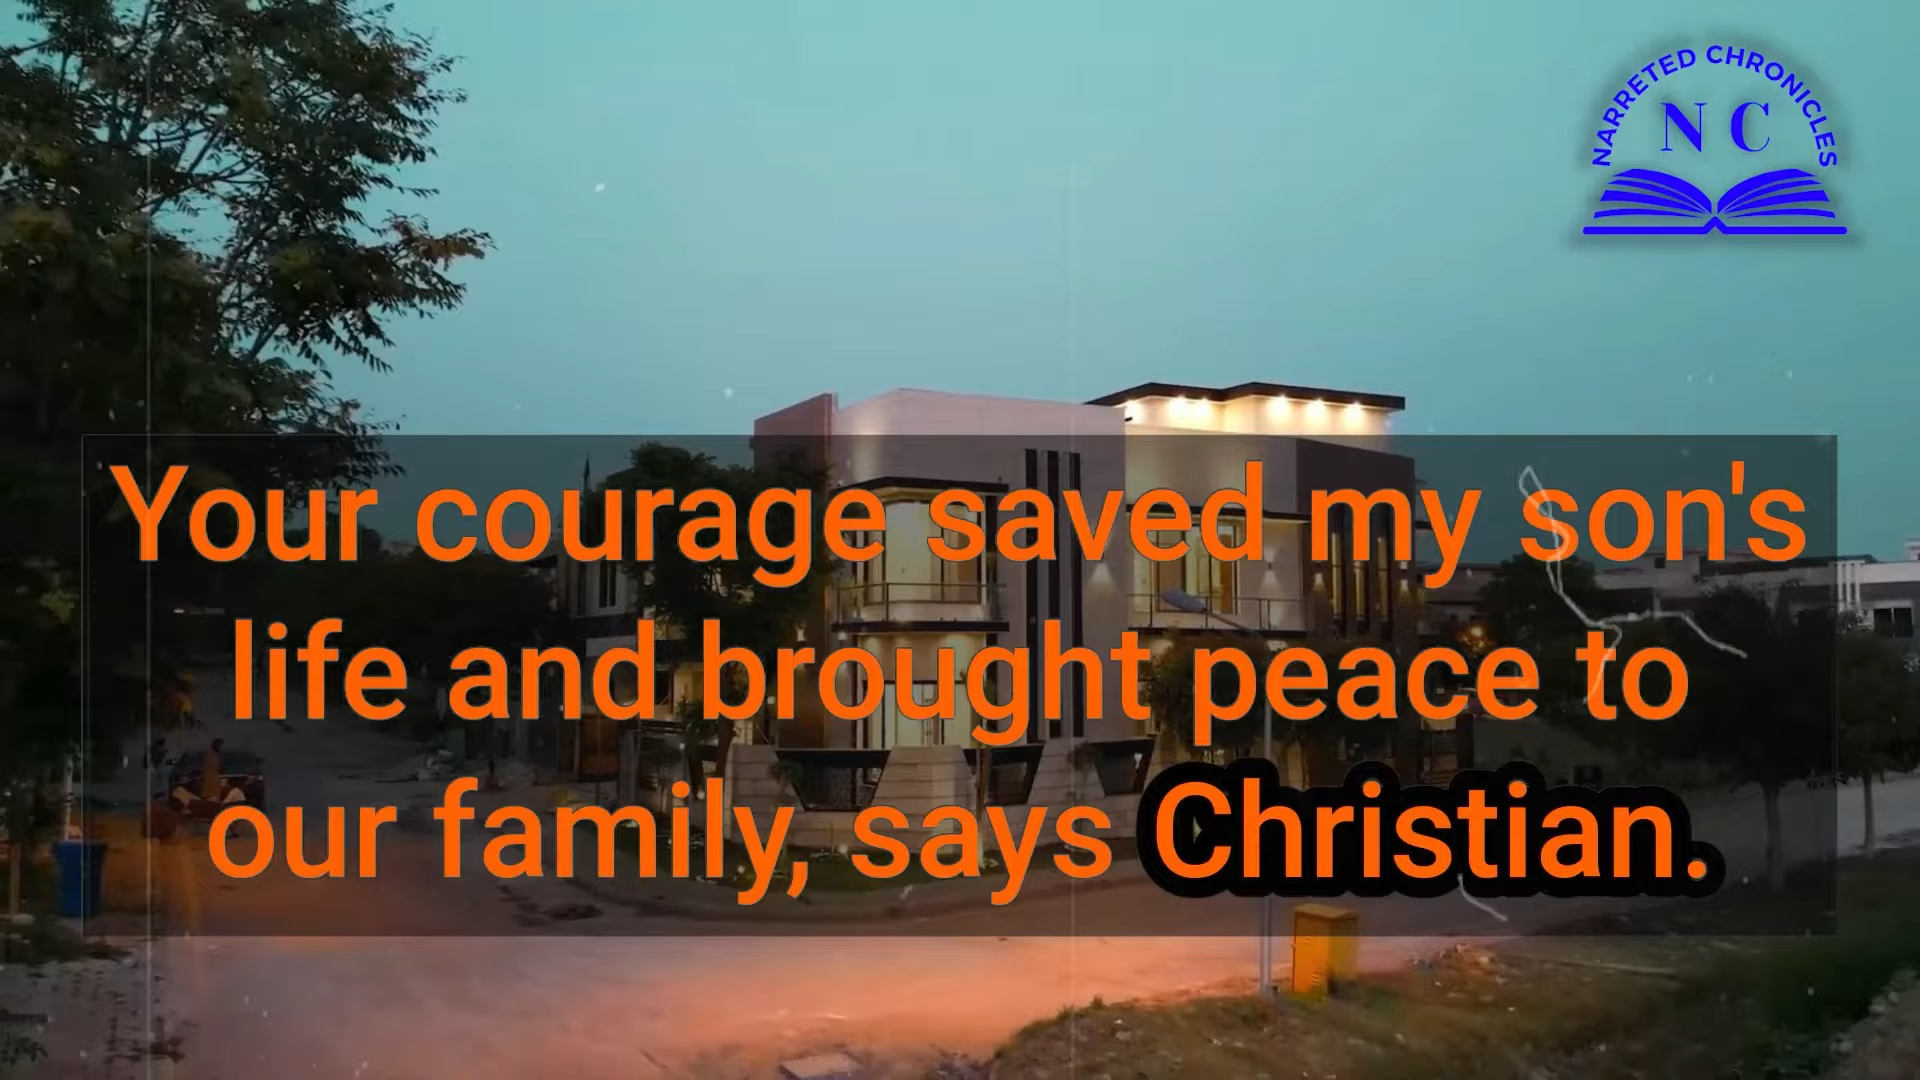 NARRETED CHRONICLES
N C
Your courage saved my son's
life and brought peace to
our family, says Christian.